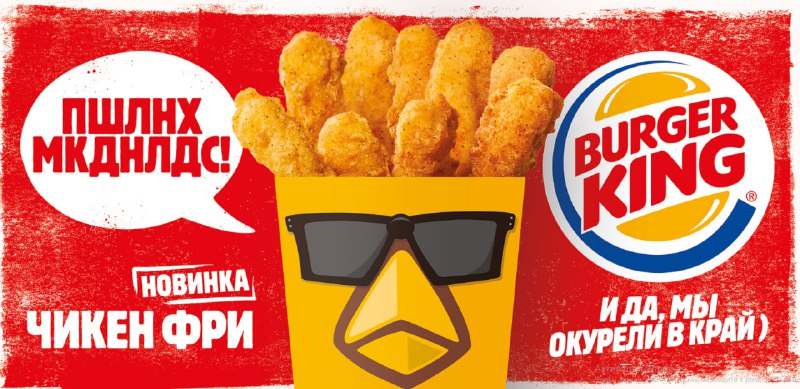 ПШЛНХ
МКДНЛДС!
НОВИНКА
ЧИКЕН ФРИ
BURGER
KING
®
И ДА, МЫ
ОКУРЕЛИ В КРАЙ)